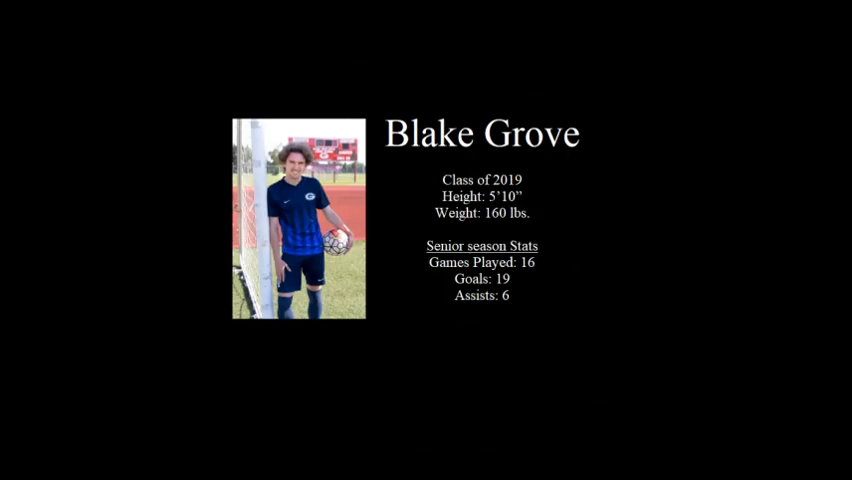 Blake Grove
Class of 2019
Height: 5’10”
Weight: 160 lbs.
Senior season Stats
Games Played: 16
Goals: 19
Assists: 6